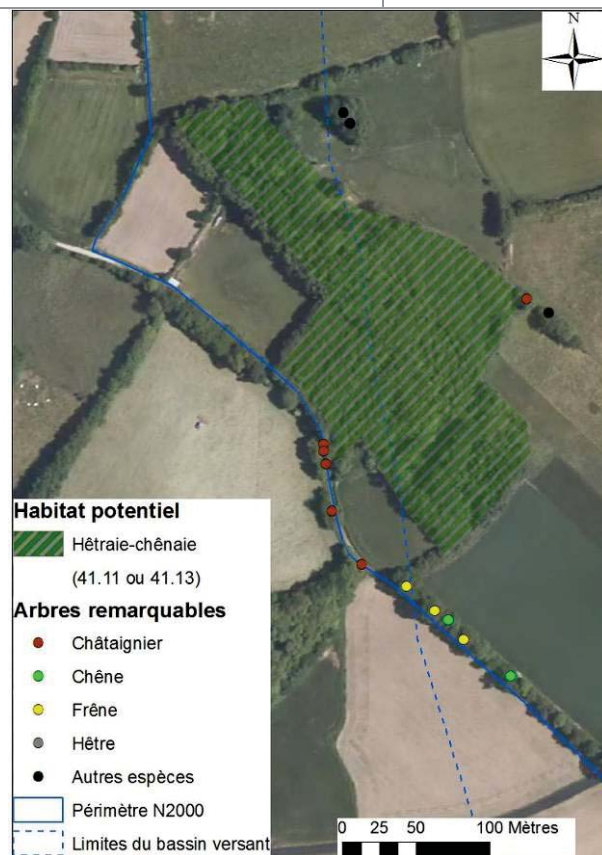 N
Habitat potentiel
Hêtraie-chênaie
(41.11 ou 41.13)
Arbres remarquables
Châtaignier
Chêne
Frêne
Hêtre
Autres espèces
Périmètre N2000
Limites du bassin versant
0 25 50 100 Mètres